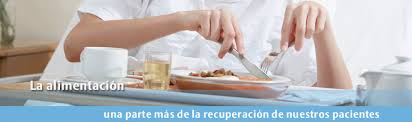 La alimentación
una parte más de la recuperación de nuestros pacientes